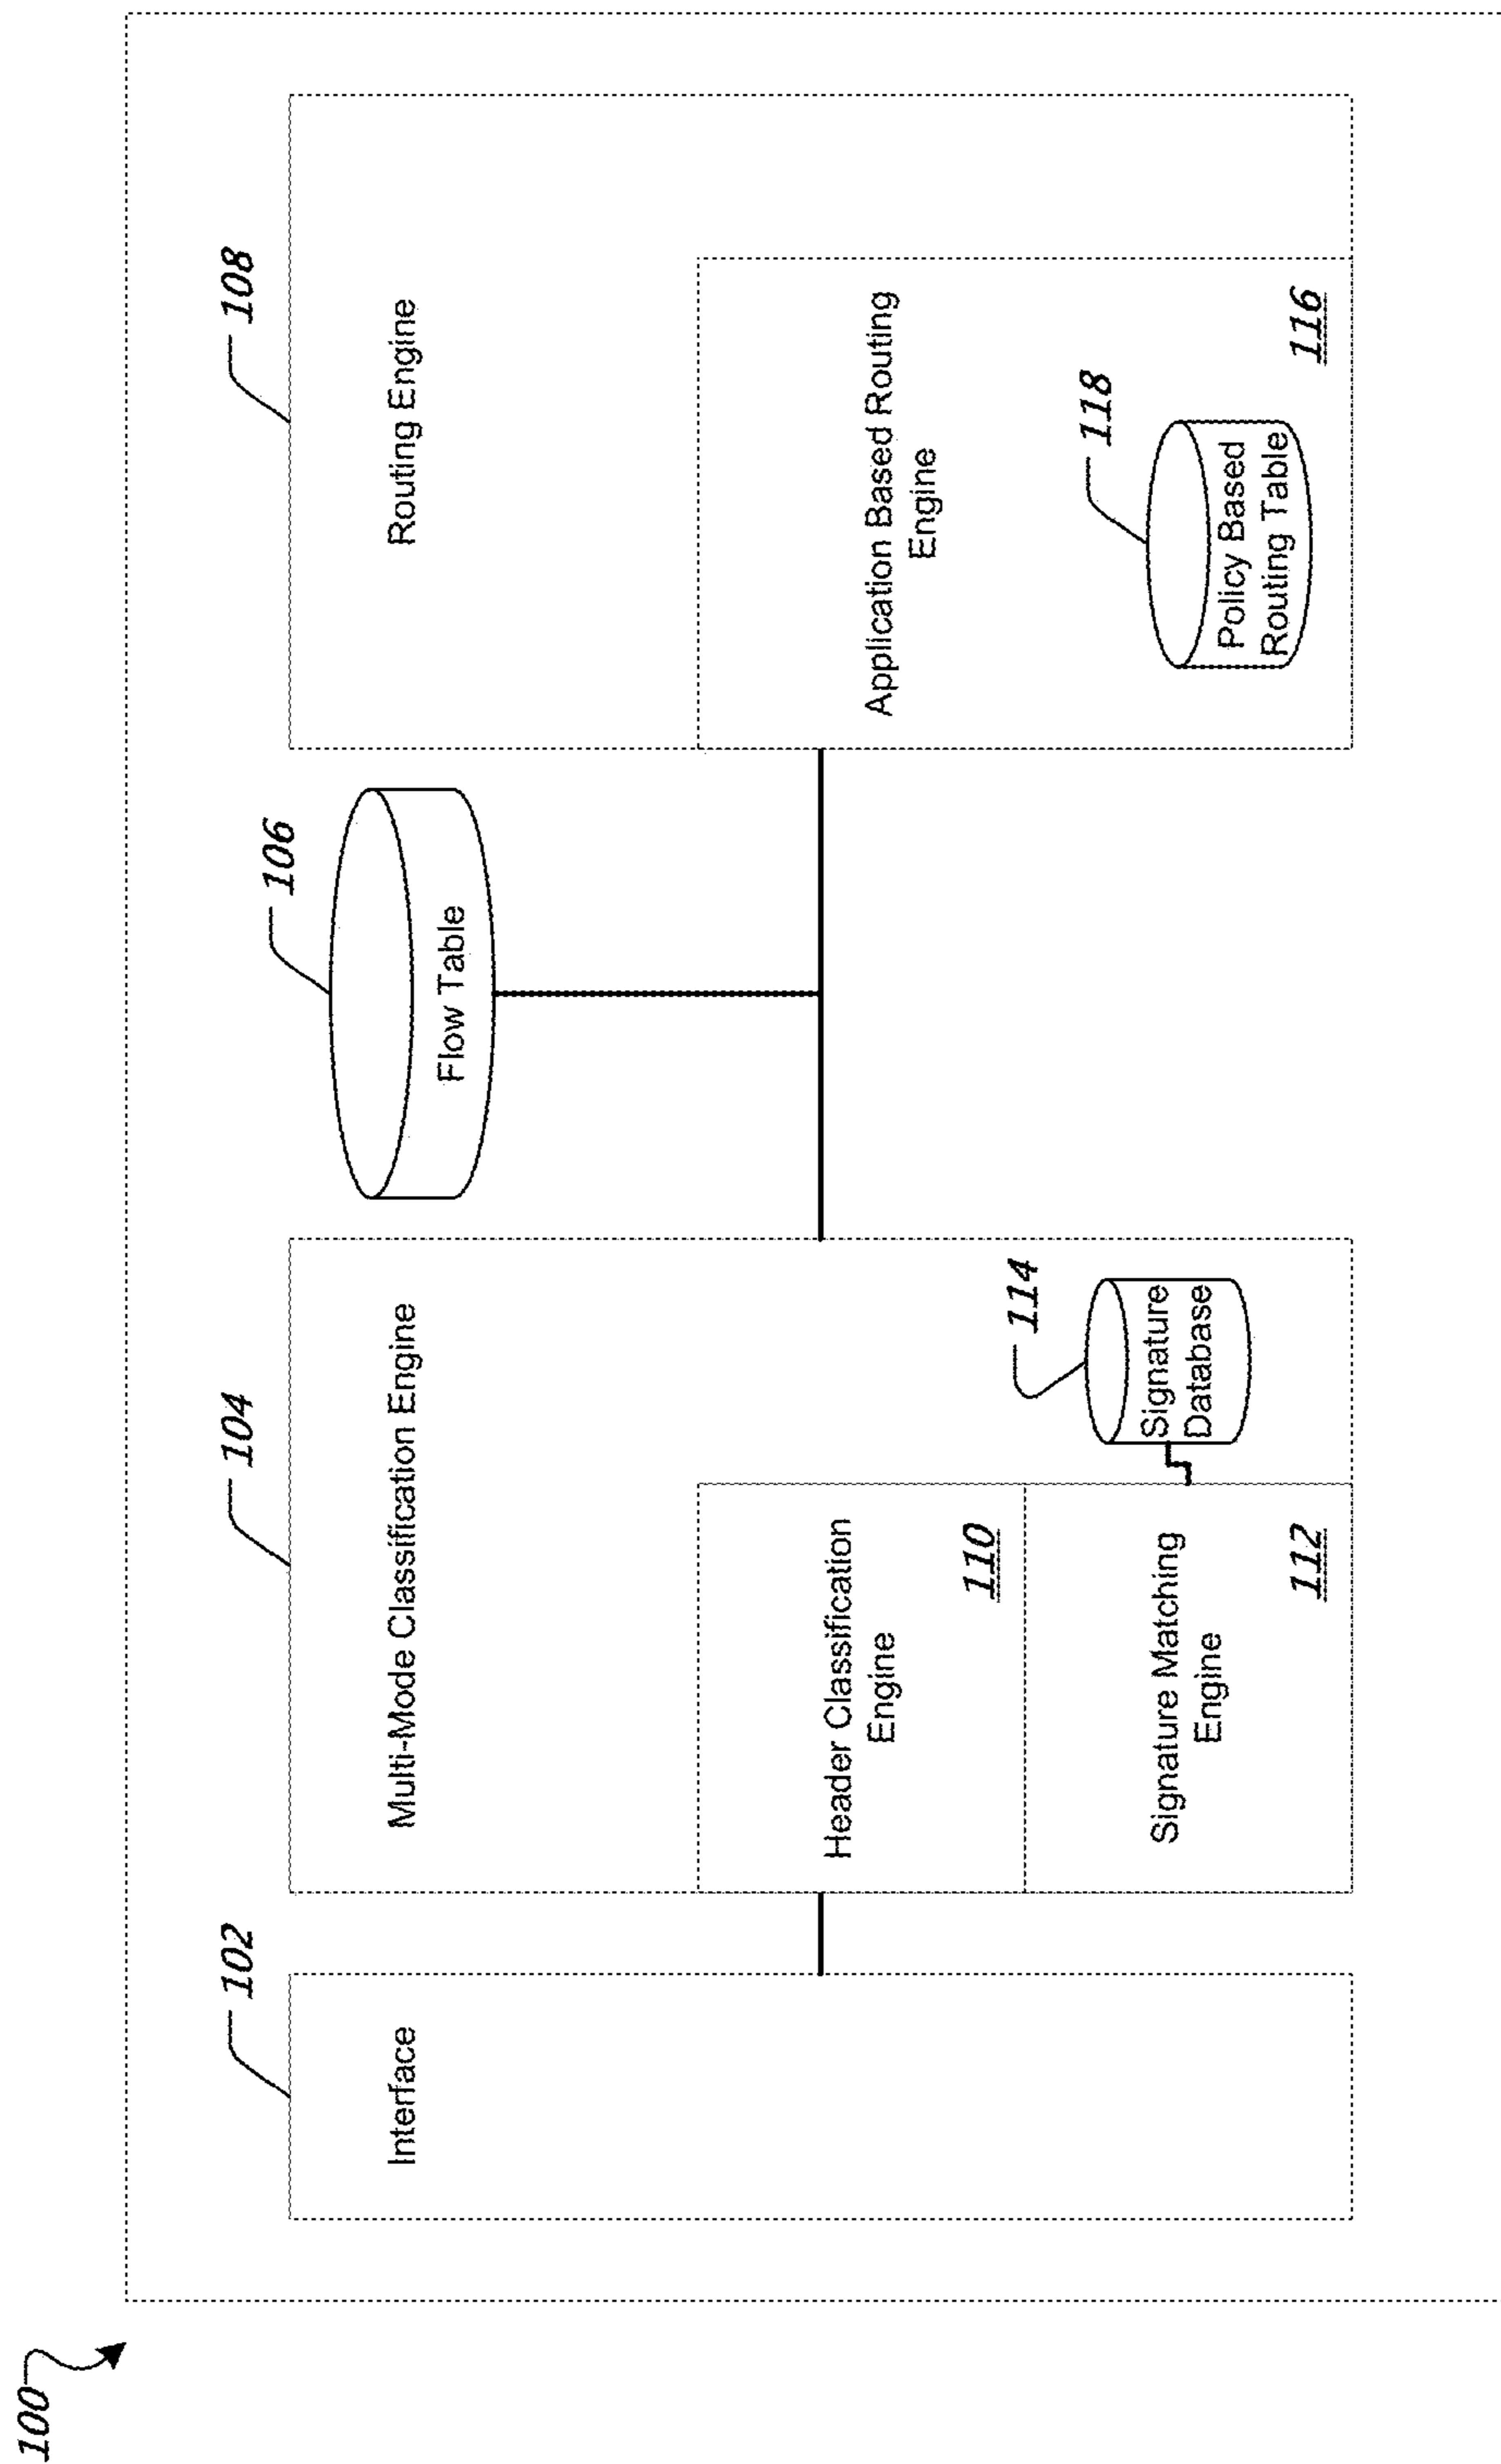 100
102
Interface
104
Multi-Mode Classification Engine
Header Classification
Engine
110
Signature Matching
Engine
112
114
Signature
Database
106
Flow Table
108
Routing Engine
Application Based Routing
Engine
116
118
Policy Based
Routing Table